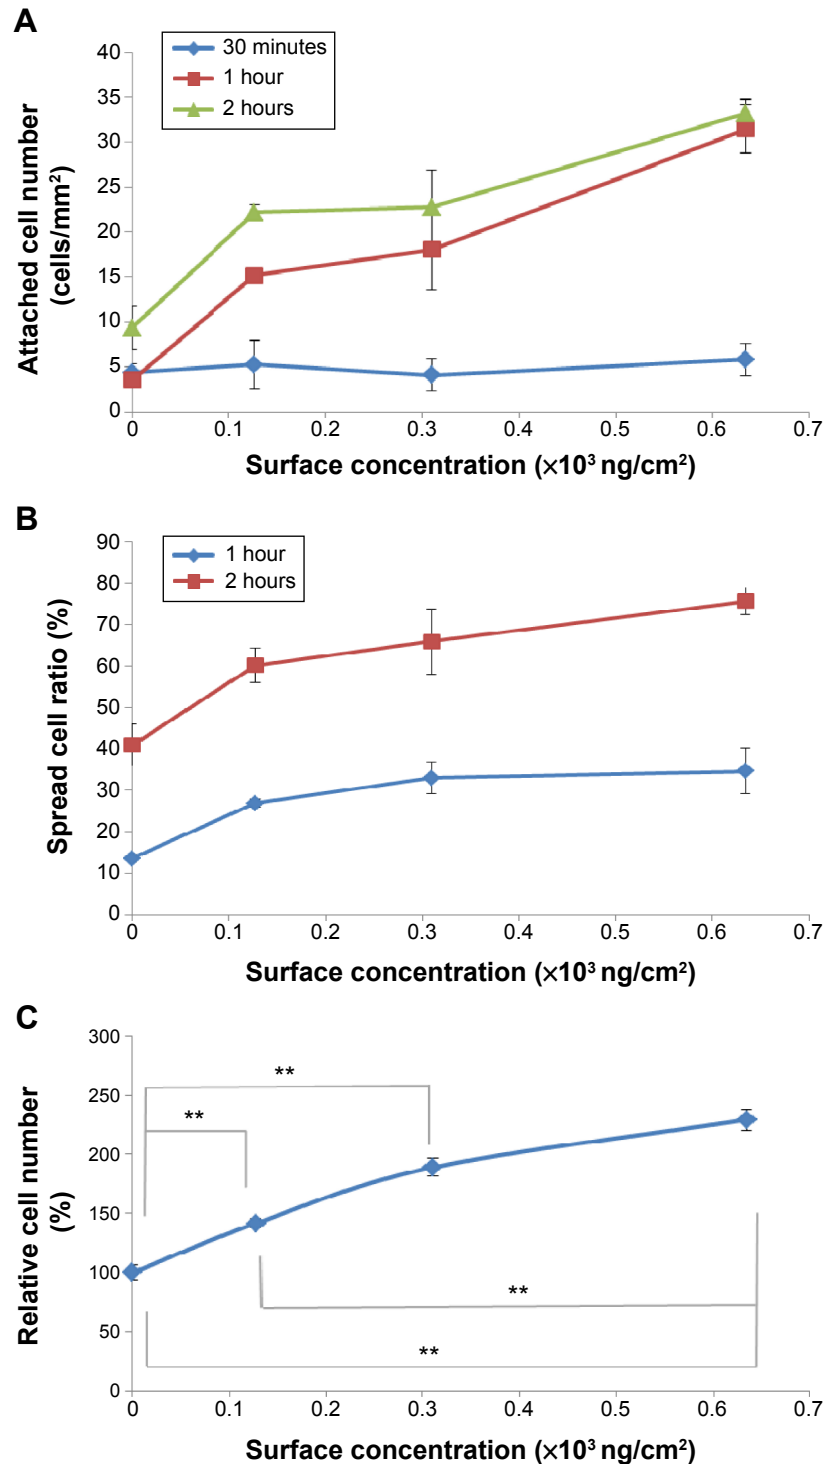 A
30 minutes
1 hour
2 hours
Attached cell number
(cells/mm²)
40
35
30
25
20
15
10
5
0
0 0.1 0.2 0.3 0.4 0.5 0.6 0.7
Surface concentration (×10³ ng/cm²)
B
1 hour
2 hours
Spread cell ratio (%)
90
80
70
60
50
40
30
20
10
0
0 0.1 0.2 0.3 0.4 0.5 0.6 0.7
Surface concentration (×10³ ng/cm²)
C
Relative cell number
(%)
300
250
200
150
100
50
0
**
**
**
**
0 0.1 0.2 0.3 0.4 0.5 0.6 0.7
Surface concentration (×10³ ng/cm²)